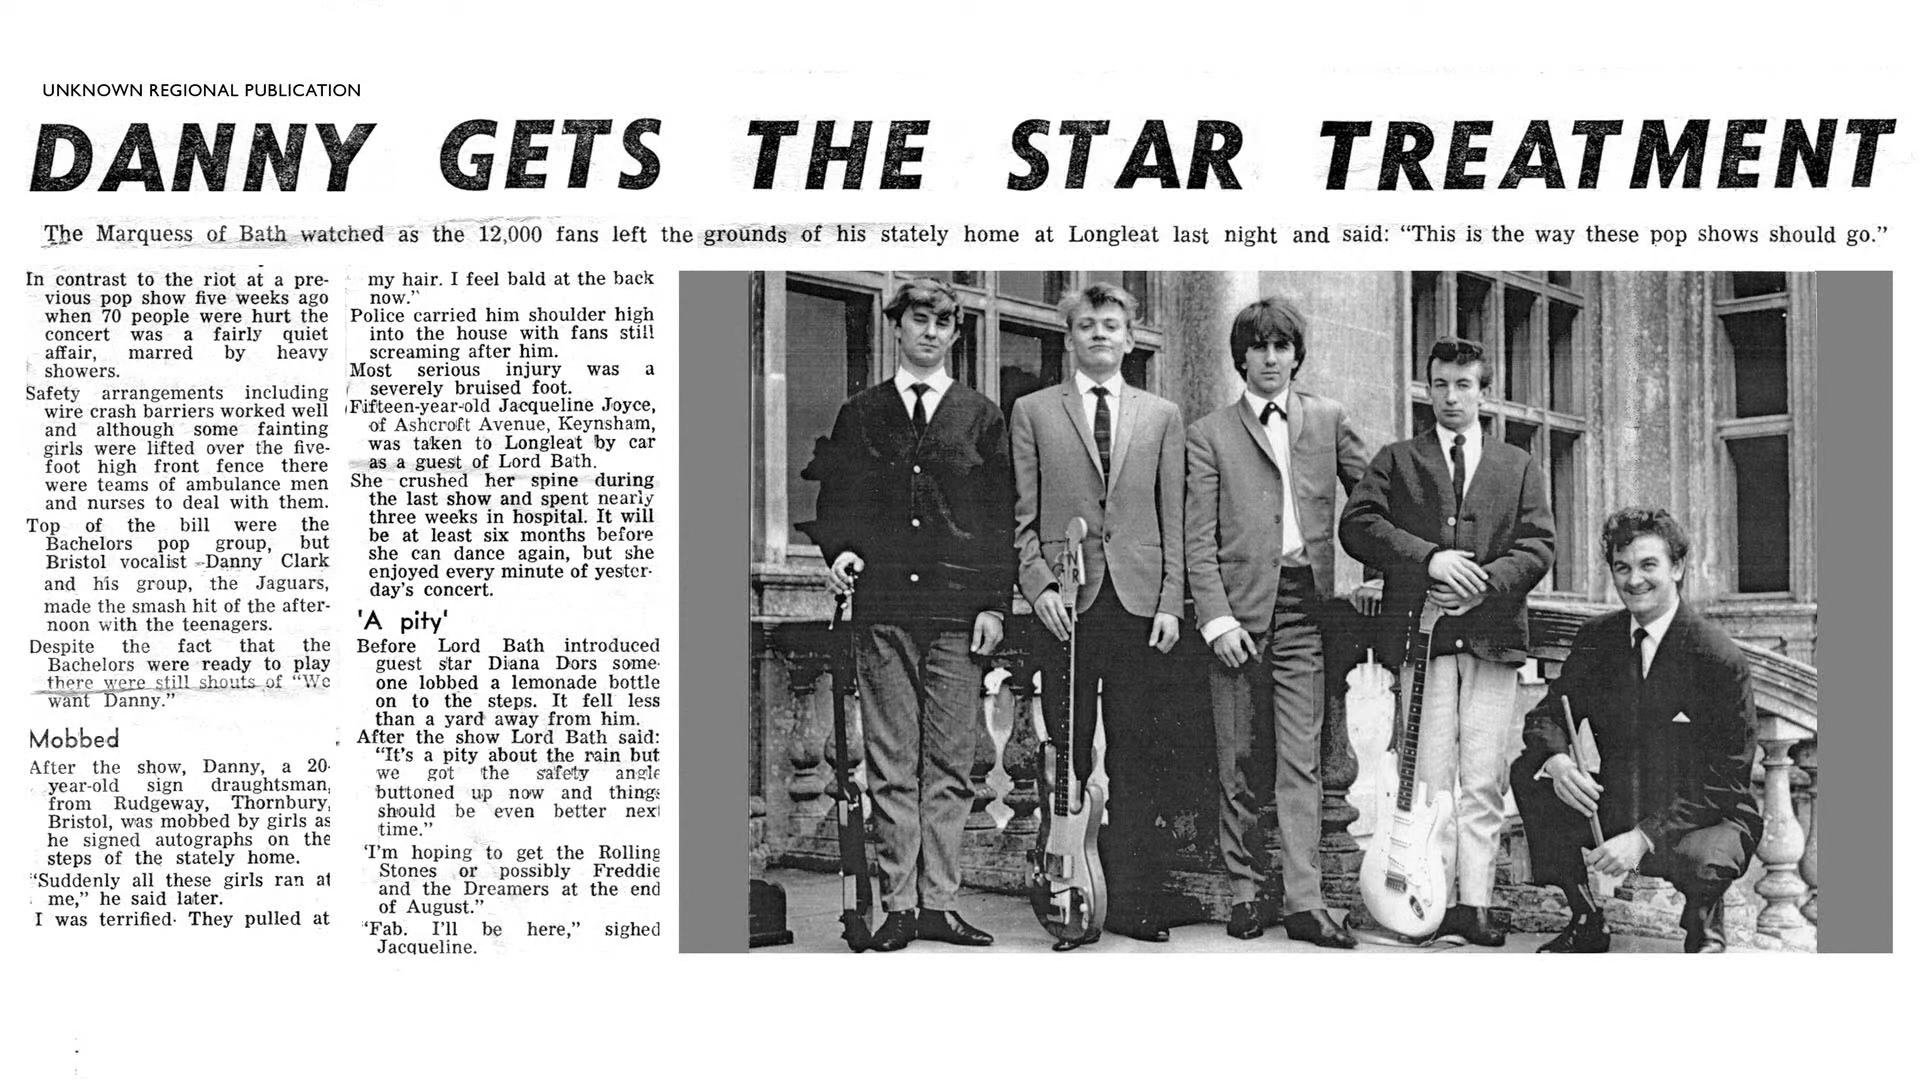 UNKNOWN REGIONAL PUBLICATION
DANNY GETS THE STAR TREATMENT
The Marquess of Bath watched as the 12,000 fans left the grounds of his stately home at Longleat last night and said: “This is the way these pop shows should go.”
In contrast to the riot at a pre-
vious pop show five weeks ago
when 70 people were hurt the
concert was a fairly quiet
affair, marred by heavy
showers.
Safety arrangements including
wire crash barriers worked well
and although some fainting
girls were lifted over the five-
foot high front fence there
were teams of ambulance men
and nurses to deal with them.
Top of the bill were the
Bachelors pop group, but
Bristol vocalist Danny Clark
and his group, the Jaguars,
made the smash hit of the after-
noon with the teenagers.
Despite the fact that the
Bachelors were ready to play
there were still shouts of “We
want Danny.”
Mobbed
After the show, Danny, a 20-
year-old sign draughtsman,
from Rudgeway, Thornbury,
Bristol, was mobbed by girls as
he signed autographs on the
steps of the stately home.
“Suddenly all these girls ran at
me,” he said later.
I was terrified. They pulled at
my hair. I feel bald at the back
now.”
Police carried him shoulder high
into the house with fans still
screaming after him.
Most serious injury was a
severely bruised foot.
Fifteen-year-old Jacqueline Joyce,
of Ashcroft Avenue, Keynsham,
was taken to Longleat by car
as a guest of Lord Bath.
She crushed her spine during
the last show and spent nearly
three weeks in hospital. It will
be at least six months before
she can dance again, but she
enjoyed every minute of yester-
day's concert.
'A pity'
Before Lord Bath introduced
guest star Diana Dors some-
one lobbed a lemonade bottle
on to the steps. It fell less
than a yard away from him.
After the show Lord Bath said:
“It's a pity about the rain but
we got the safety angle
buttoned up now and things
should be even better next
time.”
‘I'm hoping to get the Rolling
Stones or possibly Freddie
and the Dreamers at the end
of August.”
‘Fab. I'll be here,” sighed
Jacqueline.